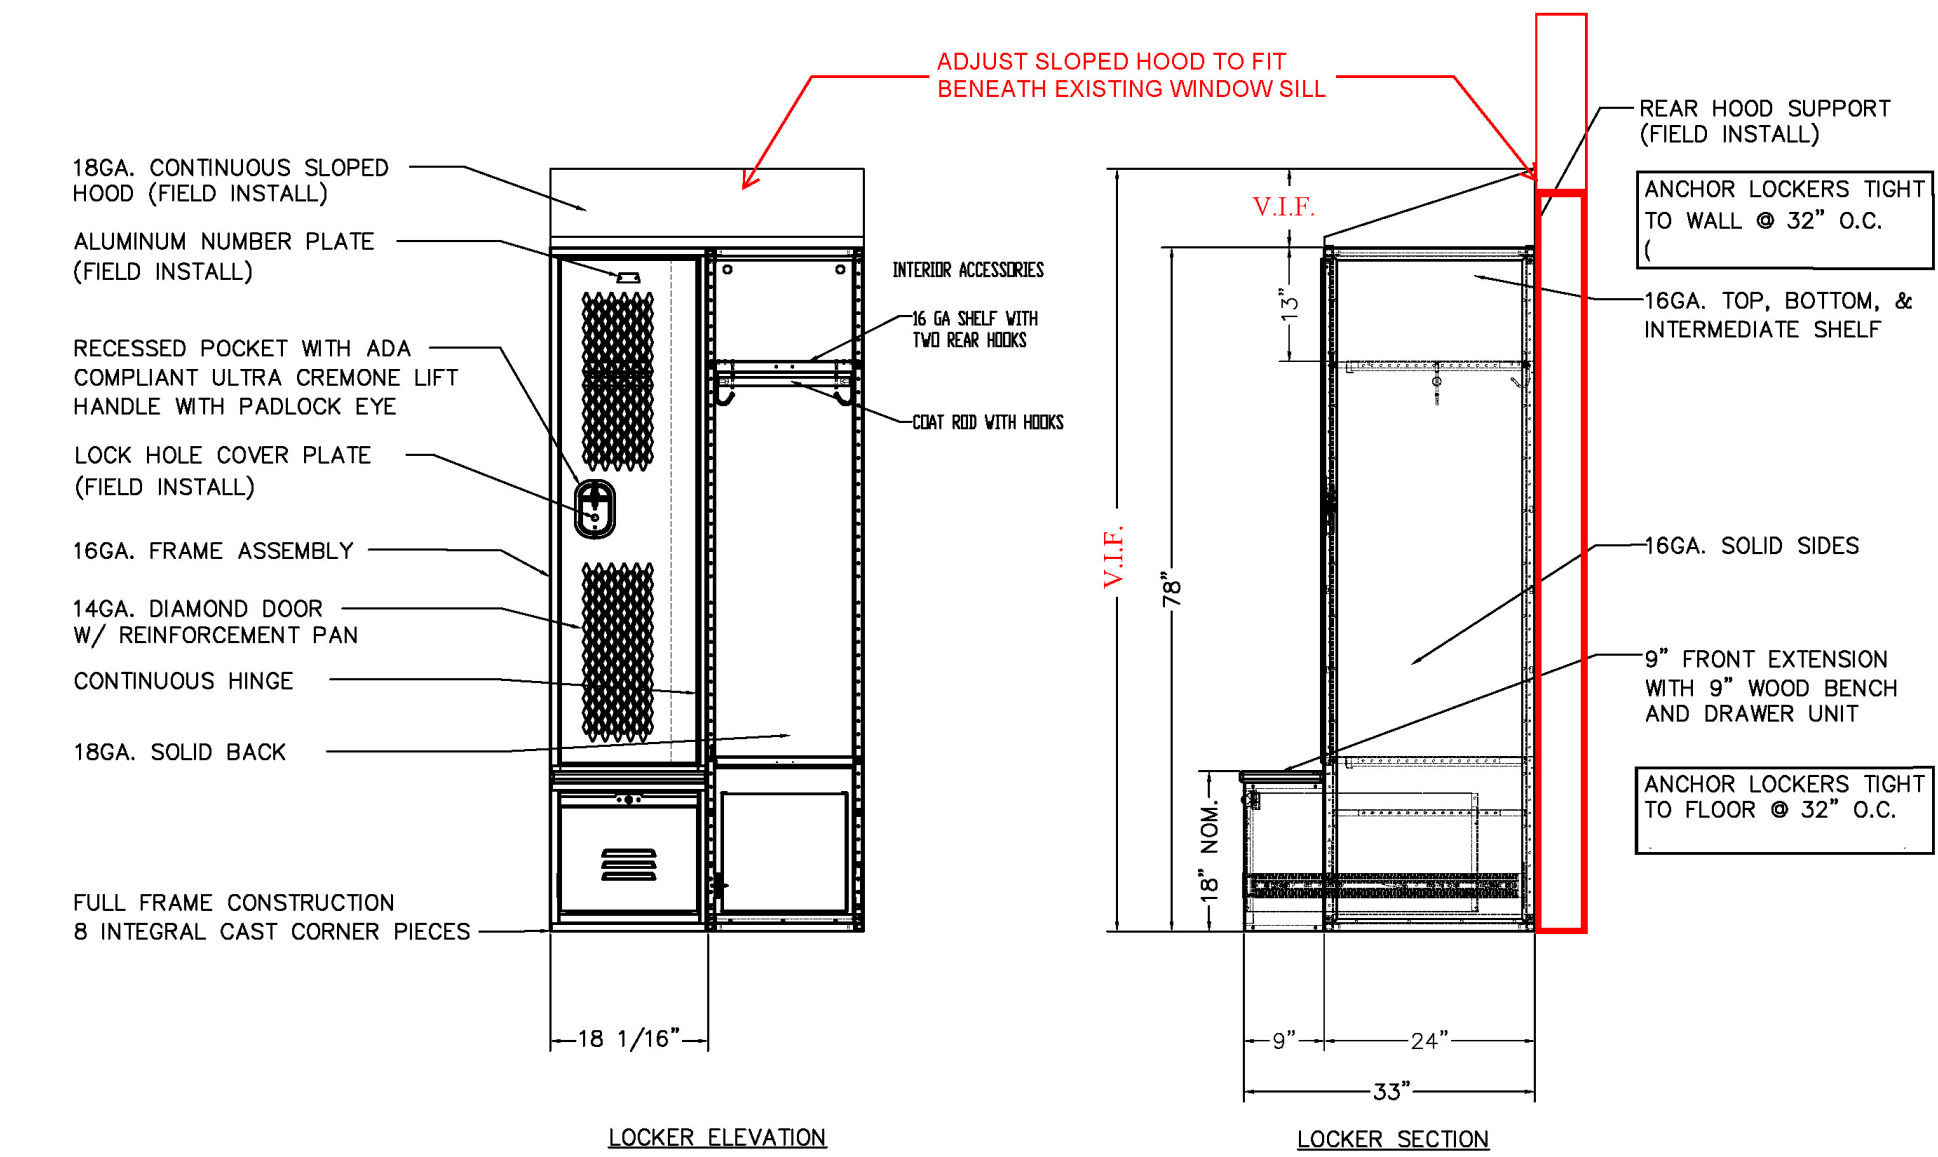 ADJUST SLOPED HOOD TO FIT
BENEATH EXISTING WINDOW SILL
18GA. CONTINUOUS SLOPED
HOOD (FIELD INSTALL)
ALUMINUM NUMBER PLATE
(FIELD INSTALL)
RECESSED POCKET WITH ADA
COMPLIANT ULTRA CREMONE LIFT
HANDLE WITH PADLOCK EYE
LOCK HOLE COVER PLATE
(FIELD INSTALL)
16GA. FRAME ASSEMBLY
14GA. DIAMOND DOOR
W/ REINFORCEMENT PAN
CONTINUOUS HINGE
18GA. SOLID BACK
FULL FRAME CONSTRUCTION
8 INTEGRAL CAST CORNER PIECES
INTERIOR ACCESSORIES
16 GA SHELF WITH
TWO REAR HOOKS
COAT ROD WITH HOOKS
18 1/16"
LOCKER ELEVATION
V.I.F.
V.I.F.
13"
78"
18" NOM.
9"
24"
33"
LOCKER SECTION
REAR HOOD SUPPORT
(FIELD INSTALL)
ANCHOR LOCKERS TIGHT
TO WALL @ 32" O.C.
(
16GA. TOP, BOTTOM, &
INTERMEDIATE SHELF
16GA. SOLID SIDES
9" FRONT EXTENSION
WITH 9" WOOD BENCH
AND DRAWER UNIT
ANCHOR LOCKERS TIGHT
TO FLOOR @ 32" O.C.